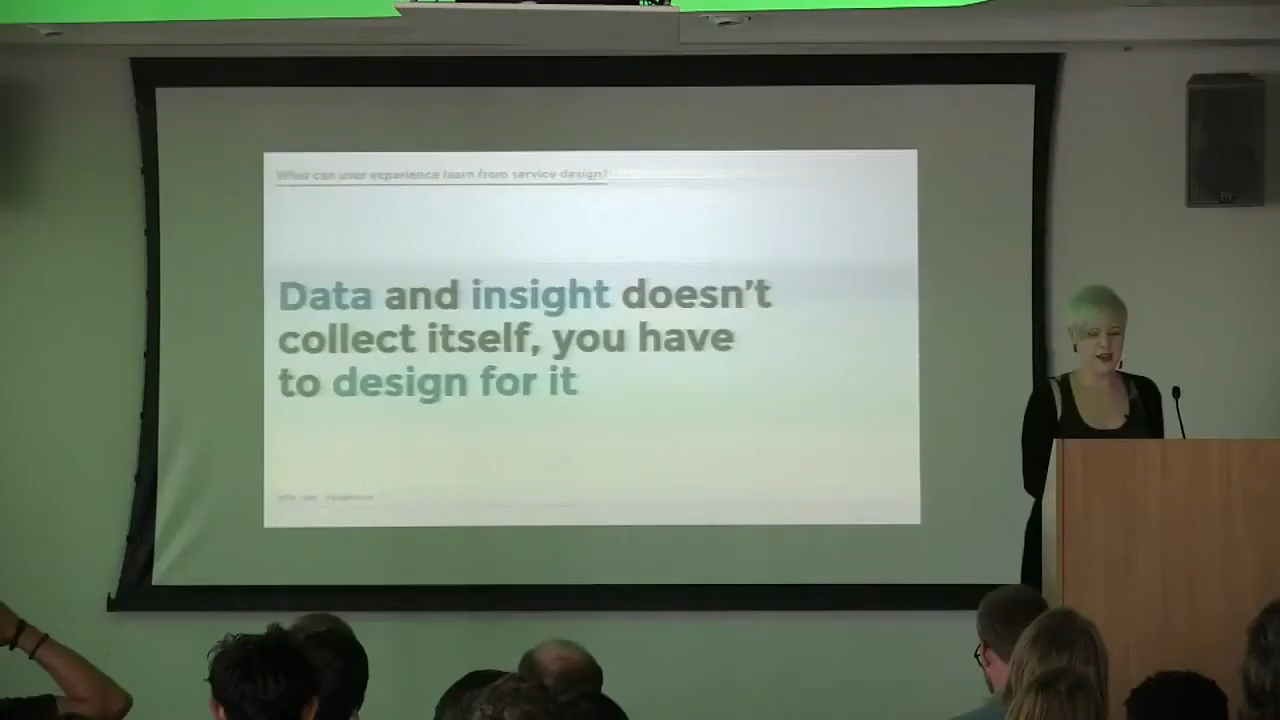 What can user experience learn from service design?
Data and insight doesn't
collect itself, you have
to design for it